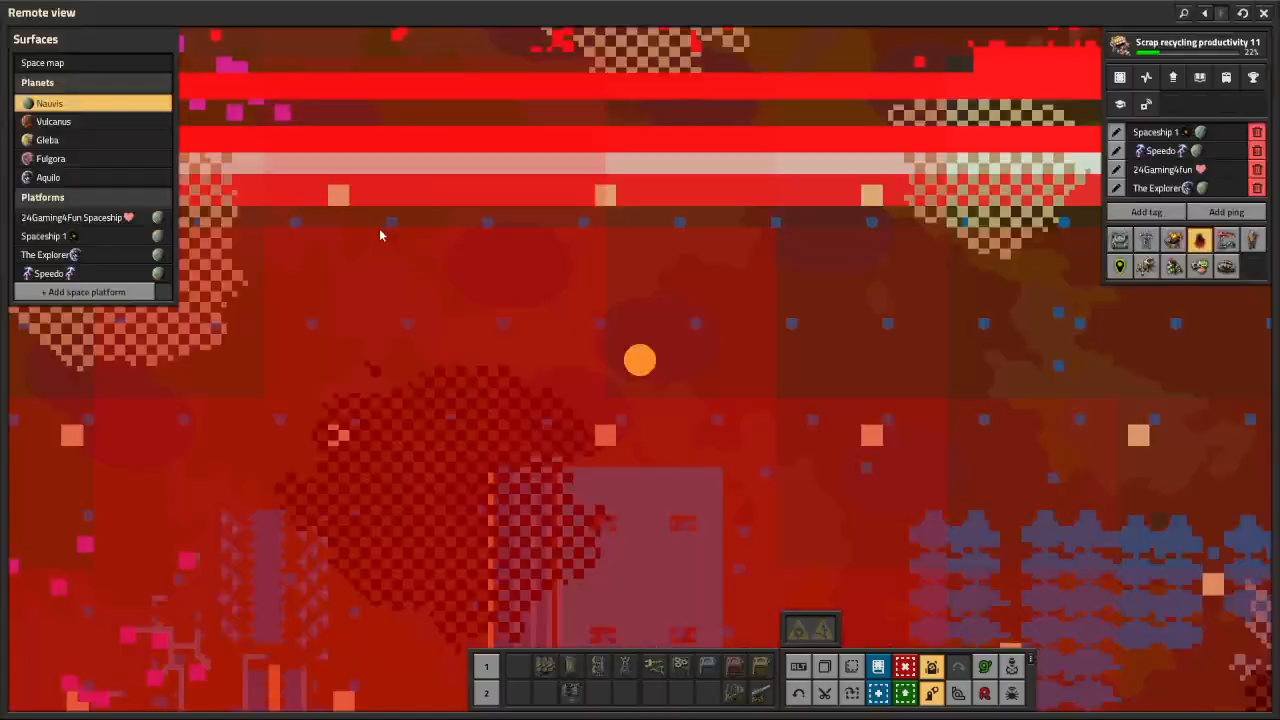 Remote view
Surfaces
Space map
Planets
Nauvis
Vulcanus
Gleba
Fulgora
Aquilo
Platforms
24Gaming4Fun Spaceship
Spaceship 1
The Explorer
Speedo
+ Add space platform
Scrap recycling productivity 11
22%
Spaceship 1
Speedo
24Gaming4fun
The Explorer
Add tag
Add ping
1
2
ALT